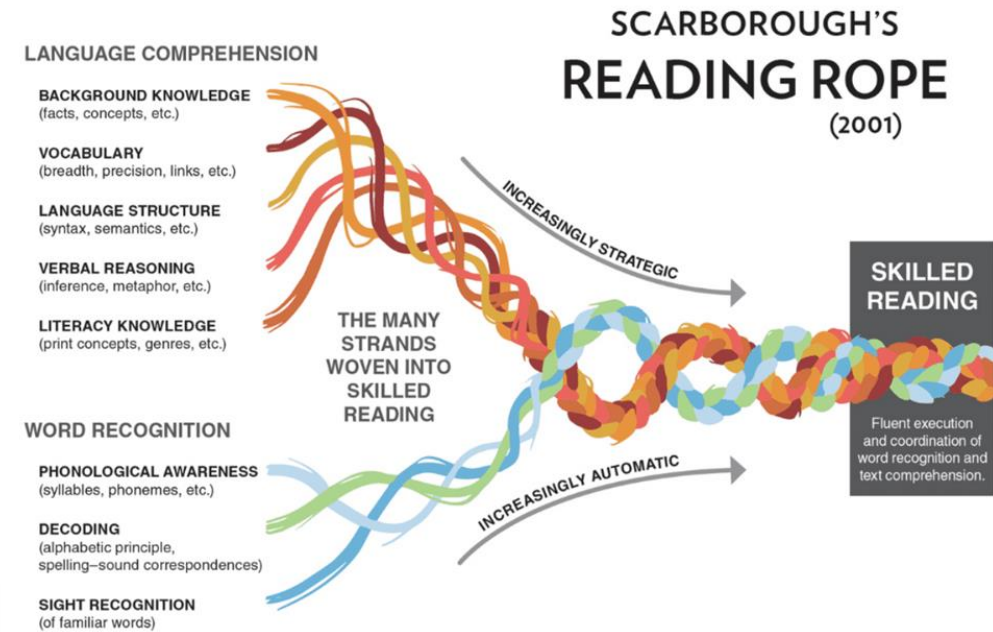 SCARBOROUGH'S
READING ROPE
(2001)
LANGUAGE COMPREHENSION
BACKGROUND KNOWLEDGE
(facts, concepts, etc.)
VOCABULARY
(breadth, precision, links, etc.)
LANGUAGE STRUCTURE
(syntax, semantics, etc.)
VERBAL REASONING
(inference, metaphor, etc.)
LITERACY KNOWLEDGE
(print concepts, genres, etc.)
THE MANY
STRANDS
WOVEN INTO
SKILLED
READING
WORD RECOGNITION
PHONOLOGICAL AWARENESS
(syllables, phonemes, etc.)
DECODING
(alphabetic principle,
spelling–sound correspondences)
SIGHT RECOGNITION
(of familiar words)
INCREASINGLY STRATEGIC
INCREASINGLY AUTOMATIC
SKILLED
READING
Fluent execution
and coordination of
word recognition and
text comprehension.